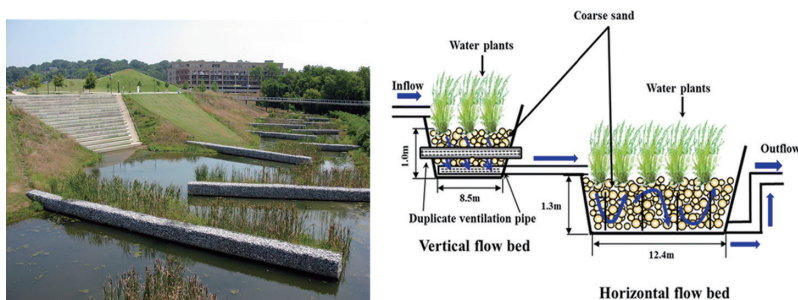 Coarse sand
Water plants
Water plants
Inflow
Outflow
1.0m
8.5m
1.3m
Duplicate ventilation pipe
Vertical flow bed
12.4m
Horizontal flow bed